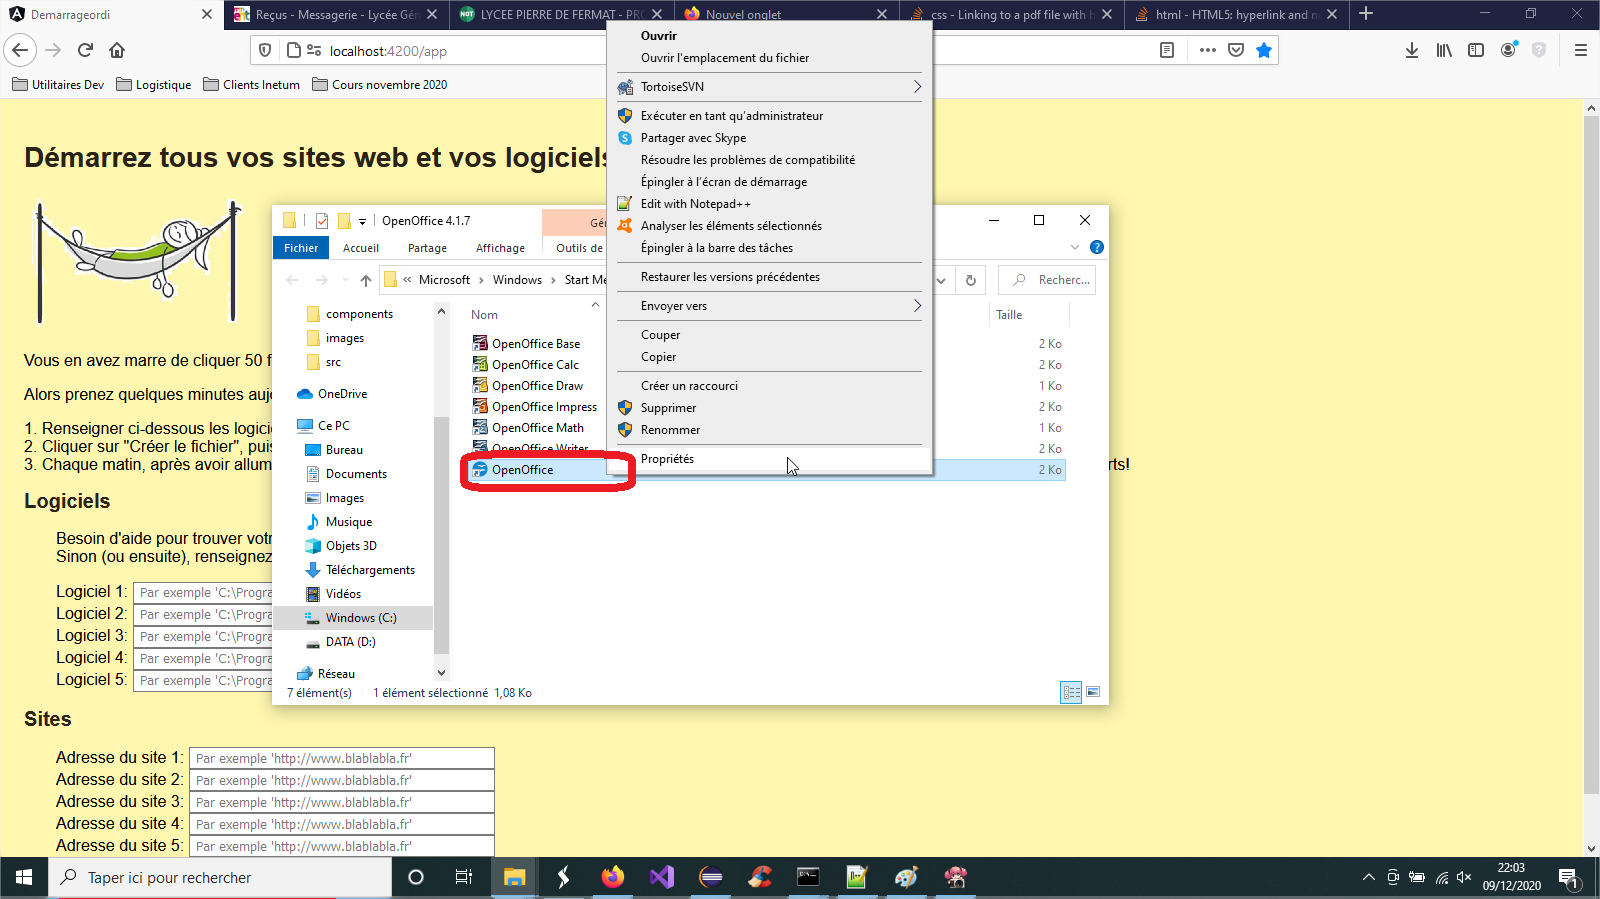 Demarrageordi
Reçus - Messagerie - Lycée Gén
LYCEE PIERRE DE FERMAT - PRO
Nouvel onglet
css - Linking to a pdf file with h
html - HTML5: hyperlink and n
localhost:4200/app
Utilitaires Dev
Logistique
Clients Inetum
Cours novembre 2020
Démarrez tous vos sites web et vos logiciels
Vous en avez marre de cliquer 50 f
Alors prenez quelques minutes auj
1. Renseigner ci-dessous les logici
2. Cliquer sur "Créer le fichier", puis
3. Chaque matin, après avoir allum
rts!
Logiciels
Besoin d'aide pour trouver votr
Sinon (ou ensuite), renseignez
Logiciel 1: Par exemple 'C:\Progra
Logiciel 2: Par exemple 'C:\Progra
Logiciel 3: Par exemple 'C:\Progra
Logiciel 4: Par exemple 'C:\Progra
Logiciel 5: Par exemple 'C:\Progra
Sites
Adresse du site 1: Par exemple 'http://www.blablabla.fr'
Adresse du site 2: Par exemple 'http://www.blablabla.fr'
Adresse du site 3: Par exemple 'http://www.blablabla.fr'
Adresse du site 4: Par exemple 'http://www.blablabla.fr'
Adresse du site 5: Par exemple 'http://www.blablabla.fr'
OpenOffice 4.1.7
Gér
Fichier
Accueil
Partage
Affichage
Outils de
« Microsoft › Windows › Start Me
Recherc...
components
images
src
OneDrive
Ce PC
Bureau
Documents
Images
Musique
Objets 3D
Téléchargements
Vidéos
Windows (C:)
DATA (D:)
Réseau
Nom
Taille
OpenOffice Base 2 Ko
OpenOffice Calc 2 Ko
OpenOffice Draw 1 Ko
OpenOffice Impress 2 Ko
OpenOffice Math 1 Ko
OpenOffice Writer 2 Ko
OpenOffice 2 Ko
7 élément(s)
1 élément sélectionné 1,08 Ko
Ouvrir
Ouvrir l'emplacement du fichier
TortoiseSVN
Exécuter en tant qu'administrateur
Partager avec Skype
Résoudre les problèmes de compatibilité
Épingler à l'écran de démarrage
Edit with Notepad++
Analyser les éléments sélectionnés
Épingler à la barre des tâches
Restaurer les versions précédentes
Envoyer vers
Couper
Copier
Créer un raccourci
Supprimer
Renommer
Propriétés
Taper ici pour rechercher
22:03
09/12/2020
1